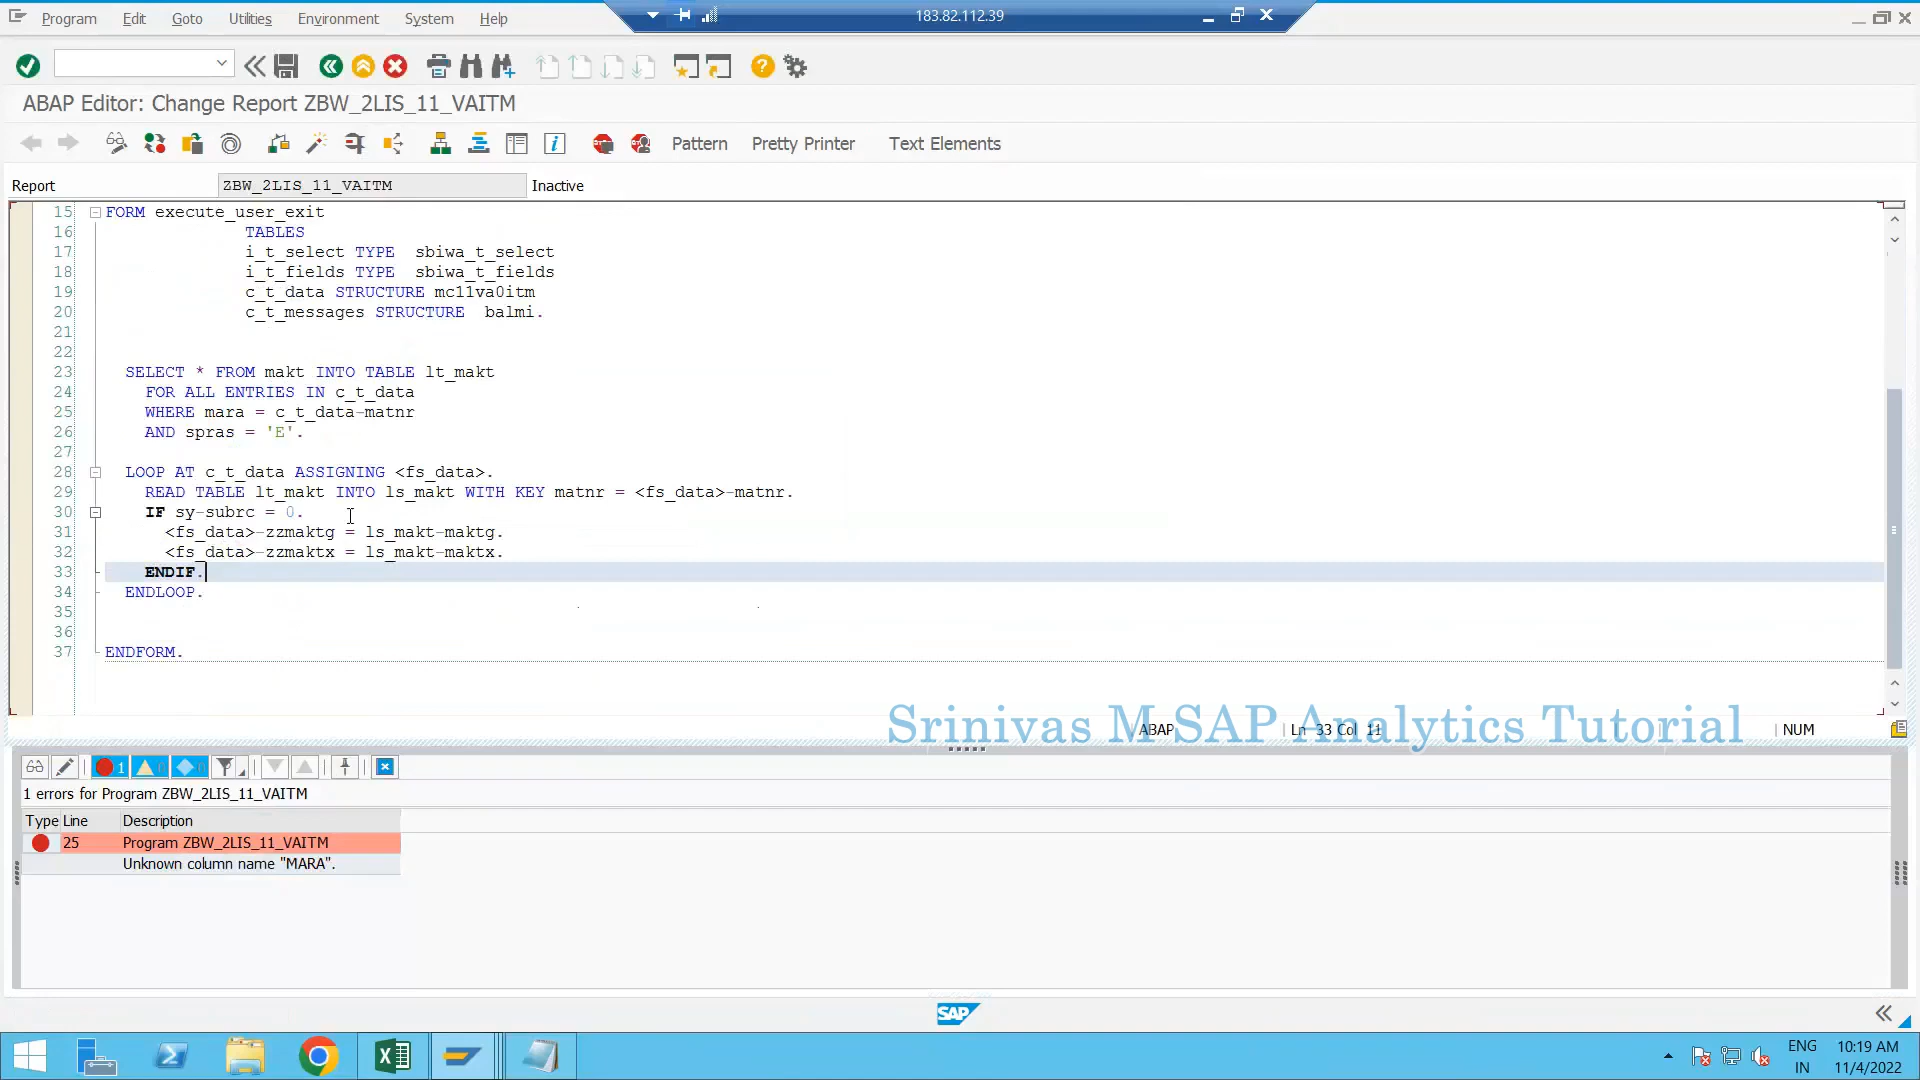 Program Edit Goto Utilities Environment System Help
183.82.112.39
ABAP Editor: Change Report ZBW_2LIS_11_VAITM
Pattern Pretty Printer Text Elements
Report ZBW_2LIS_11_VAITM Inactive
15 FORM execute_user_exit
16 TABLES
17 i_t_select TYPE sbiwa_t_select
18 i_t_fields TYPE sbiwa_t_fields
19 c_t_data STRUCTURE mc11va0itm
20 c_t_messages STRUCTURE balmi.
21
22
23 SELECT * FROM makt INTO TABLE lt_makt
24 FOR ALL ENTRIES IN c_t_data
25 WHERE mara = c_t_data-matnr
26 AND spras = 'E'.
27
28 LOOP AT c_t_data ASSIGNING <fs_data>.
29 READ TABLE lt_makt INTO ls_makt WITH KEY matnr = <fs_data>-matnr.
30 IF sy-subrc = 0.
31 <fs_data>-zzmaktg = ls_makt-maktg.
32 <fs_data>-zzmaktx = ls_makt-maktx.
33 ENDIF.
34 ENDLOOP.
35
36
37 ENDFORM.
Srinivas M SAP Analytics Tutorial
ABAP Ln 33 Col 11 NUM
1
1 errors for Program ZBW_2LIS_11_VAITM
Type Line Description
25 Program ZBW_2LIS_11_VAITM
Unknown column name "MARA".
SAP
ENG 10:19 AM
IN 11/4/2022